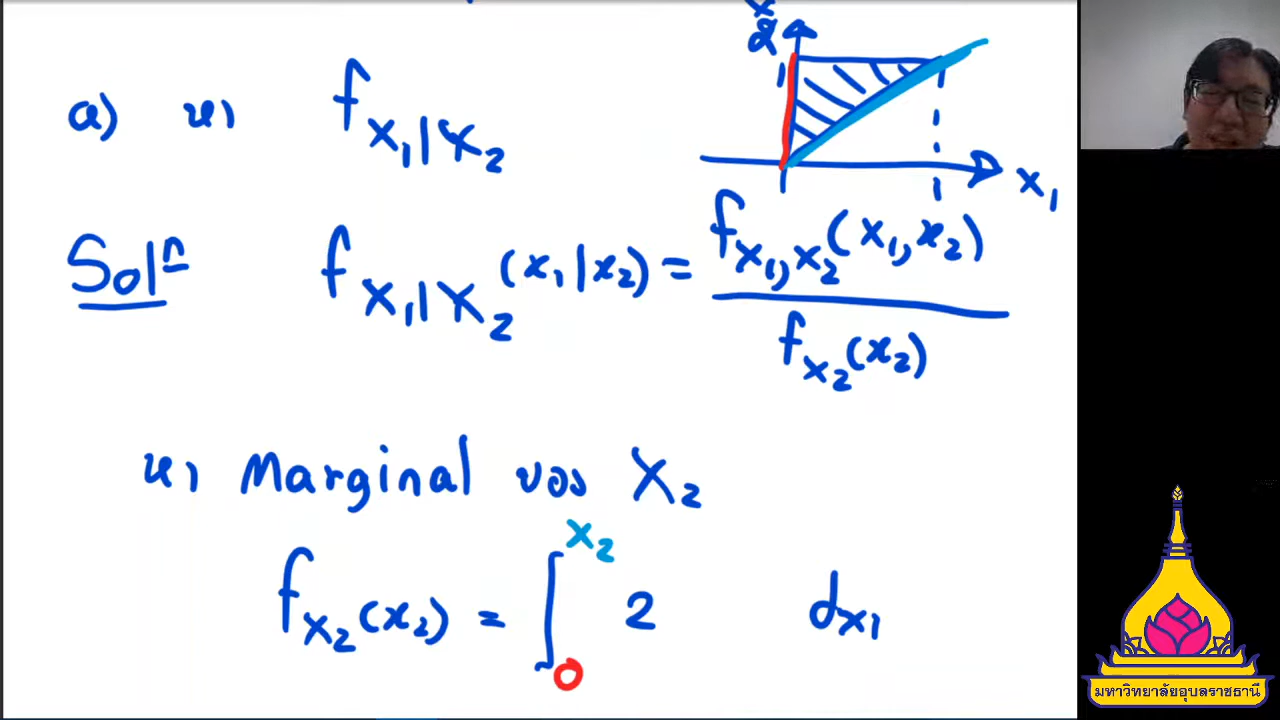 x₂
1
a) หา f_{X₁|X₂}
1
x₁
Solⁿ f_{X₁|X₂}(x₁|x₂) = f_{X₁,X₂}(x₁,x₂) / f_{X₂}(x₂)
หา Marginal ของ X₂
f_{X₂}(x₂) = ∫₀^{x₂} 2 dx₁
มหาวิทยาลัยอุบลราชธานี